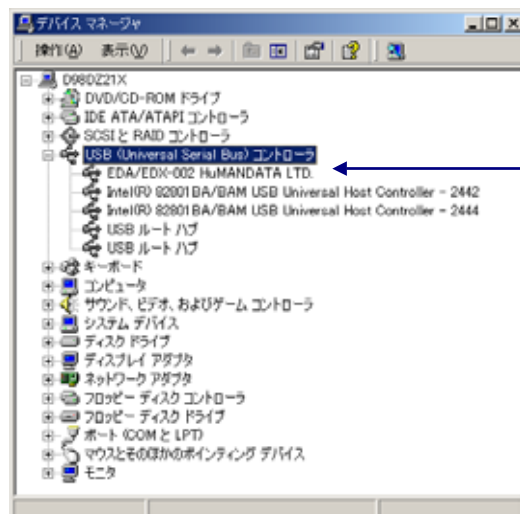 デバイス マネージャ
操作(A) 表示(V)
D98DZ21X
DVD/CD-ROM ドライブ
IDE ATA/ATAPI コントローラ
SCSI と RAID コントローラ
USB (Universal Serial Bus) コントローラ
EDA/EDX-002 HuMANDATA LTD.
Intel(R) 82801BA/BAM USB Universal Host Controller - 2442
Intel(R) 82801BA/BAM USB Universal Host Controller - 2444
USB ルート ハブ
USB ルート ハブ
キーボード
コンピュータ
サウンド、ビデオ、およびゲーム コントローラ
システム デバイス
ディスク ドライブ
ディスプレイ アダプタ
ネットワーク アダプタ
フロッピー ディスク コントローラ
フロッピー ディスク ドライブ
ポート (COM と LPT)
マウスとそのほかのポインティング デバイス
モニタ